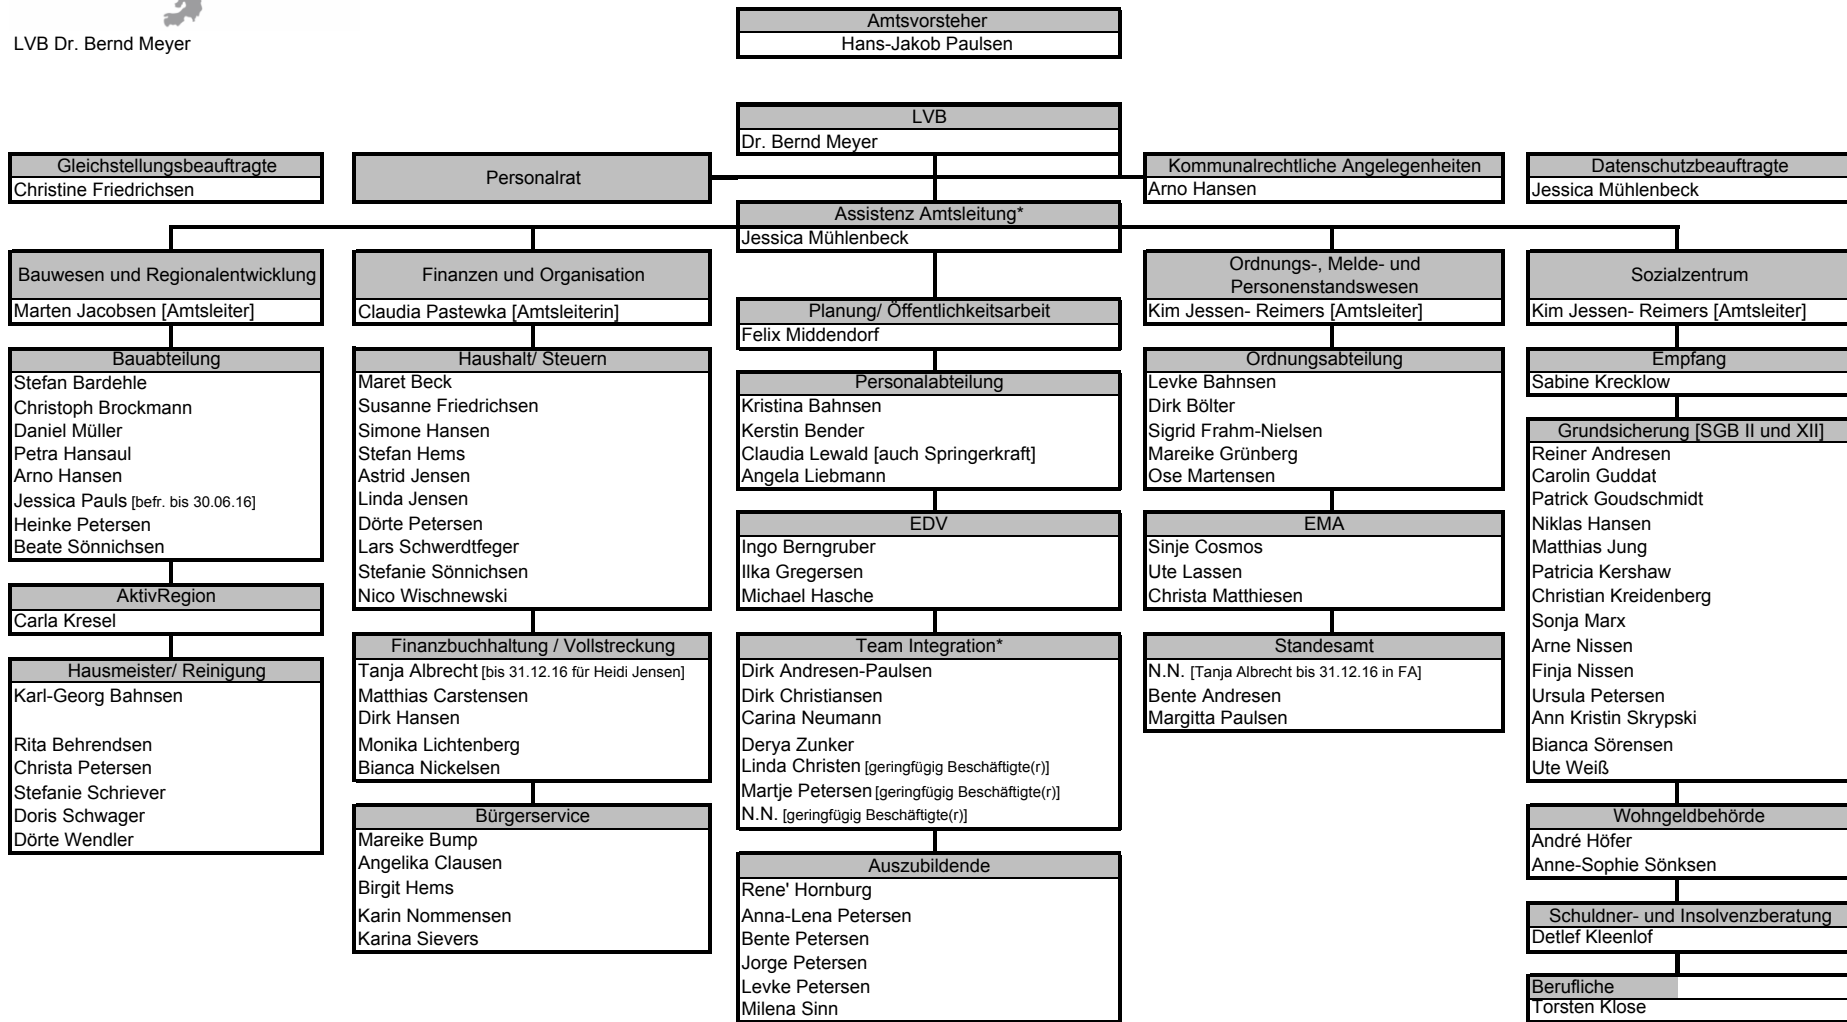 LVB Dr. Bernd Meyer
Amtsvorsteher
Hans-Jakob Paulsen
LVB
Dr. Bernd Meyer
Gleichstellungsbeauftragte
Christine Friedrichsen
Personalrat
Kommunalrechtliche Angelegenheiten
Arno Hansen
Datenschutzbeauftragte
Jessica Mühlenbeck
Assistenz Amtsleitung*
Jessica Mühlenbeck
Bauwesen und Regionalentwicklung
Marten Jacobsen [Amtsleiter]
Bauabteilung
Stefan Bardehle
Christoph Brockmann
Daniel Müller
Petra Hansaul
Arno Hansen
Jessica Pauls [befr. bis 30.06.16]
Heinke Petersen
Beate Sönnichsen
AktivRegion
Carla Kresel
Hausmeister/ Reinigung
Karl-Georg Bahnsen
Rita Behrendsen
Christa Petersen
Stefanie Schriever
Doris Schwager
Dörte Wendler
Finanzen und Organisation
Claudia Pastewka [Amtsleiterin]
Haushalt/ Steuern
Maret Beck
Susanne Friedrichsen
Simone Hansen
Stefan Hems
Astrid Jensen
Linda Jensen
Dörte Petersen
Lars Schwerdtfeger
Stefanie Sönnichsen
Nico Wischnewski
Finanzbuchhaltung / Vollstreckung
Tanja Albrecht [bis 31.12.16 für Heidi Jensen]
Matthias Carstensen
Dirk Hansen
Monika Lichtenberg
Bianca Nickelsen
Bürgerservice
Mareike Bump
Angelika Clausen
Birgit Hems
Karin Nommensen
Karina Sievers
Planung/ Öffentlichkeitsarbeit
Felix Middendorf
Personalabteilung
Kristina Bahnsen
Kerstin Bender
Claudia Lewald [auch Springerkraft]
Angela Liebmann
EDV
Ingo Berngruber
Ilka Gregersen
Michael Hasche
Team Integration*
Dirk Andresen-Paulsen
Dirk Christiansen
Carina Neumann
Derya Zunker
Linda Christen [geringfügig Beschäftigte(r)]
Martje Petersen [geringfügig Beschäftigte(r)]
N.N. [geringfügig Beschäftigte(r)]
Auszubildende
Rene' Hornburg
Anna-Lena Petersen
Bente Petersen
Jorge Petersen
Levke Petersen
Milena Sinn
Ordnungs-, Melde- und
Personenstandswesen
Kim Jessen- Reimers [Amtsleiter]
Ordnungsabteilung
Levke Bahnsen
Dirk Bölter
Sigrid Frahm-Nielsen
Mareike Grünberg
Ose Martensen
EMA
Sinje Cosmos
Ute Lassen
Christa Matthiesen
Standesamt
N.N. [Tanja Albrecht bis 31.12.16 in FA]
Bente Andresen
Margitta Paulsen
Sozialzentrum
Kim Jessen- Reimers [Amtsleiter]
Empfang
Sabine Krecklow
Grundsicherung [SGB II und XII]
Reiner Andresen
Carolin Guddat
Patrick Goudschmidt
Niklas Hansen
Matthias Jung
Patricia Kershaw
Christian Kreidenberg
Sonja Marx
Arne Nissen
Finja Nissen
Ursula Petersen
Ann Kristin Skrypski
Bianca Sörensen
Ute Weiß
Wohngeldbehörde
André Höfer
Anne-Sophie Sönksen
Schuldner- und Insolvenzberatung
Detlef Kleenlof
Berufliche
Torsten Klose